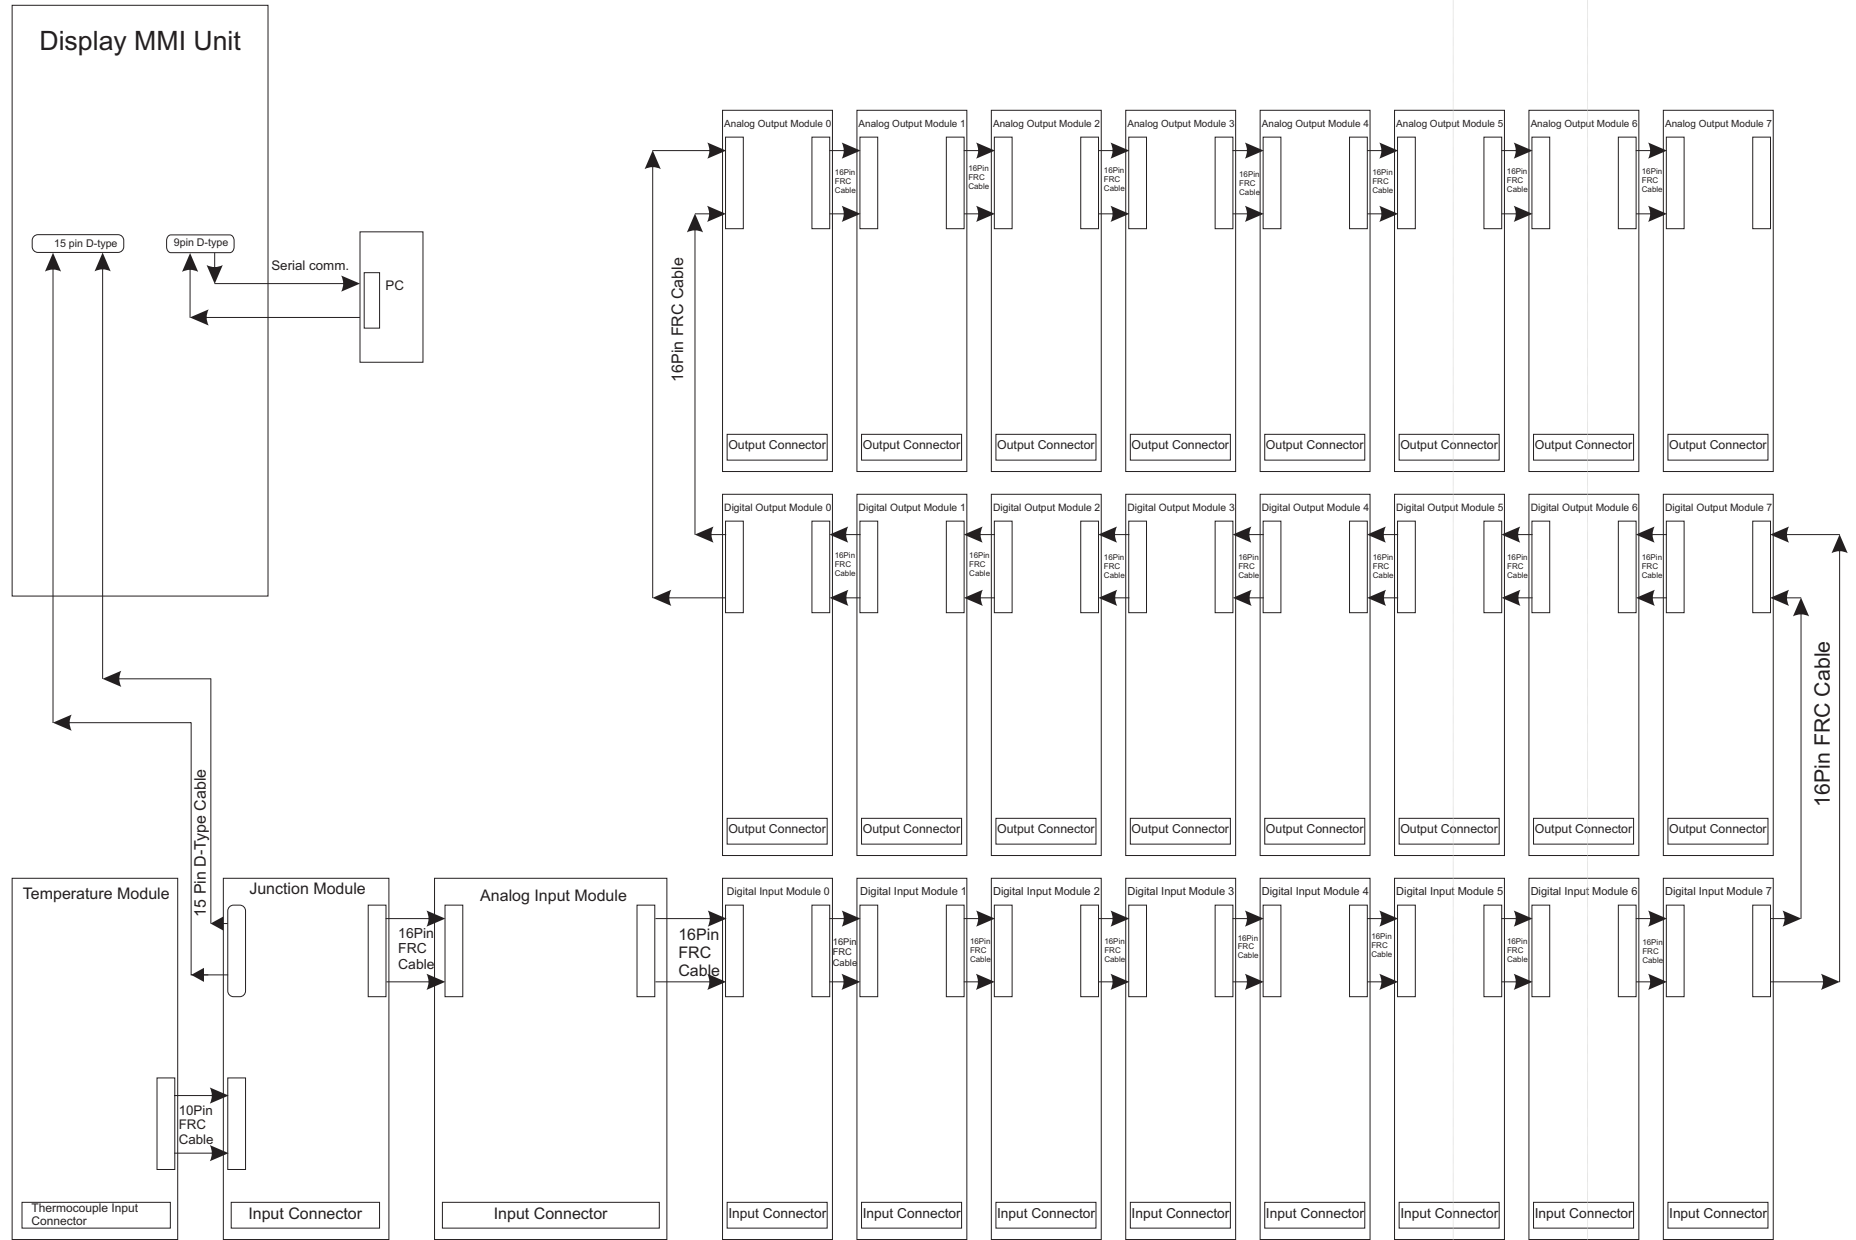 Display MMI Unit
15 pin D-type
9pin D-type
Serial comm.
PC
Analog Output Module 0
Analog Output Module 1
Analog Output Module 2
Analog Output Module 3
Analog Output Module 4
Analog Output Module 5
Analog Output Module 6
Analog Output Module 7
16Pin
FRC
Cable
16Pin
FRC
Cable
16Pin
FRC
Cable
16Pin
FRC
Cable
16Pin
FRC
Cable
16Pin
FRC
Cable
16Pin
FRC
Cable
16Pin FRC Cable
Output Connector
Output Connector
Output Connector
Output Connector
Output Connector
Output Connector
Output Connector
Output Connector
Digital Output Module 0
Digital Output Module 1
Digital Output Module 2
Digital Output Module 3
Digital Output Module 4
Digital Output Module 5
Digital Output Module 6
Digital Output Module 7
16Pin
FRC
Cable
16Pin
FRC
Cable
16Pin
FRC
Cable
16Pin
FRC
Cable
16Pin
FRC
Cable
16Pin
FRC
Cable
16Pin
FRC
Cable
16Pin FRC Cable
Output Connector
Output Connector
Output Connector
Output Connector
Output Connector
Output Connector
Output Connector
Output Connector
15 Pin D-Type Cable
Temperature Module
Junction Module
Analog Input Module
Digital Input Module 0
Digital Input Module 1
Digital Input Module 2
Digital Input Module 3
Digital Input Module 4
Digital Input Module 5
Digital Input Module 6
Digital Input Module 7
16Pin
FRC
Cable
16Pin
FRC
Cable
16Pin
FRC
Cable
16Pin
FRC
Cable
16Pin
FRC
Cable
16Pin
FRC
Cable
16Pin
FRC
Cable
16Pin
FRC
Cable
16Pin
FRC
Cable
10Pin
FRC
Cable
Thermocouple Input
Connector
Input Connector
Input Connector
Input Connector
Input Connector
Input Connector
Input Connector
Input Connector
Input Connector
Input Connector
Input Connector